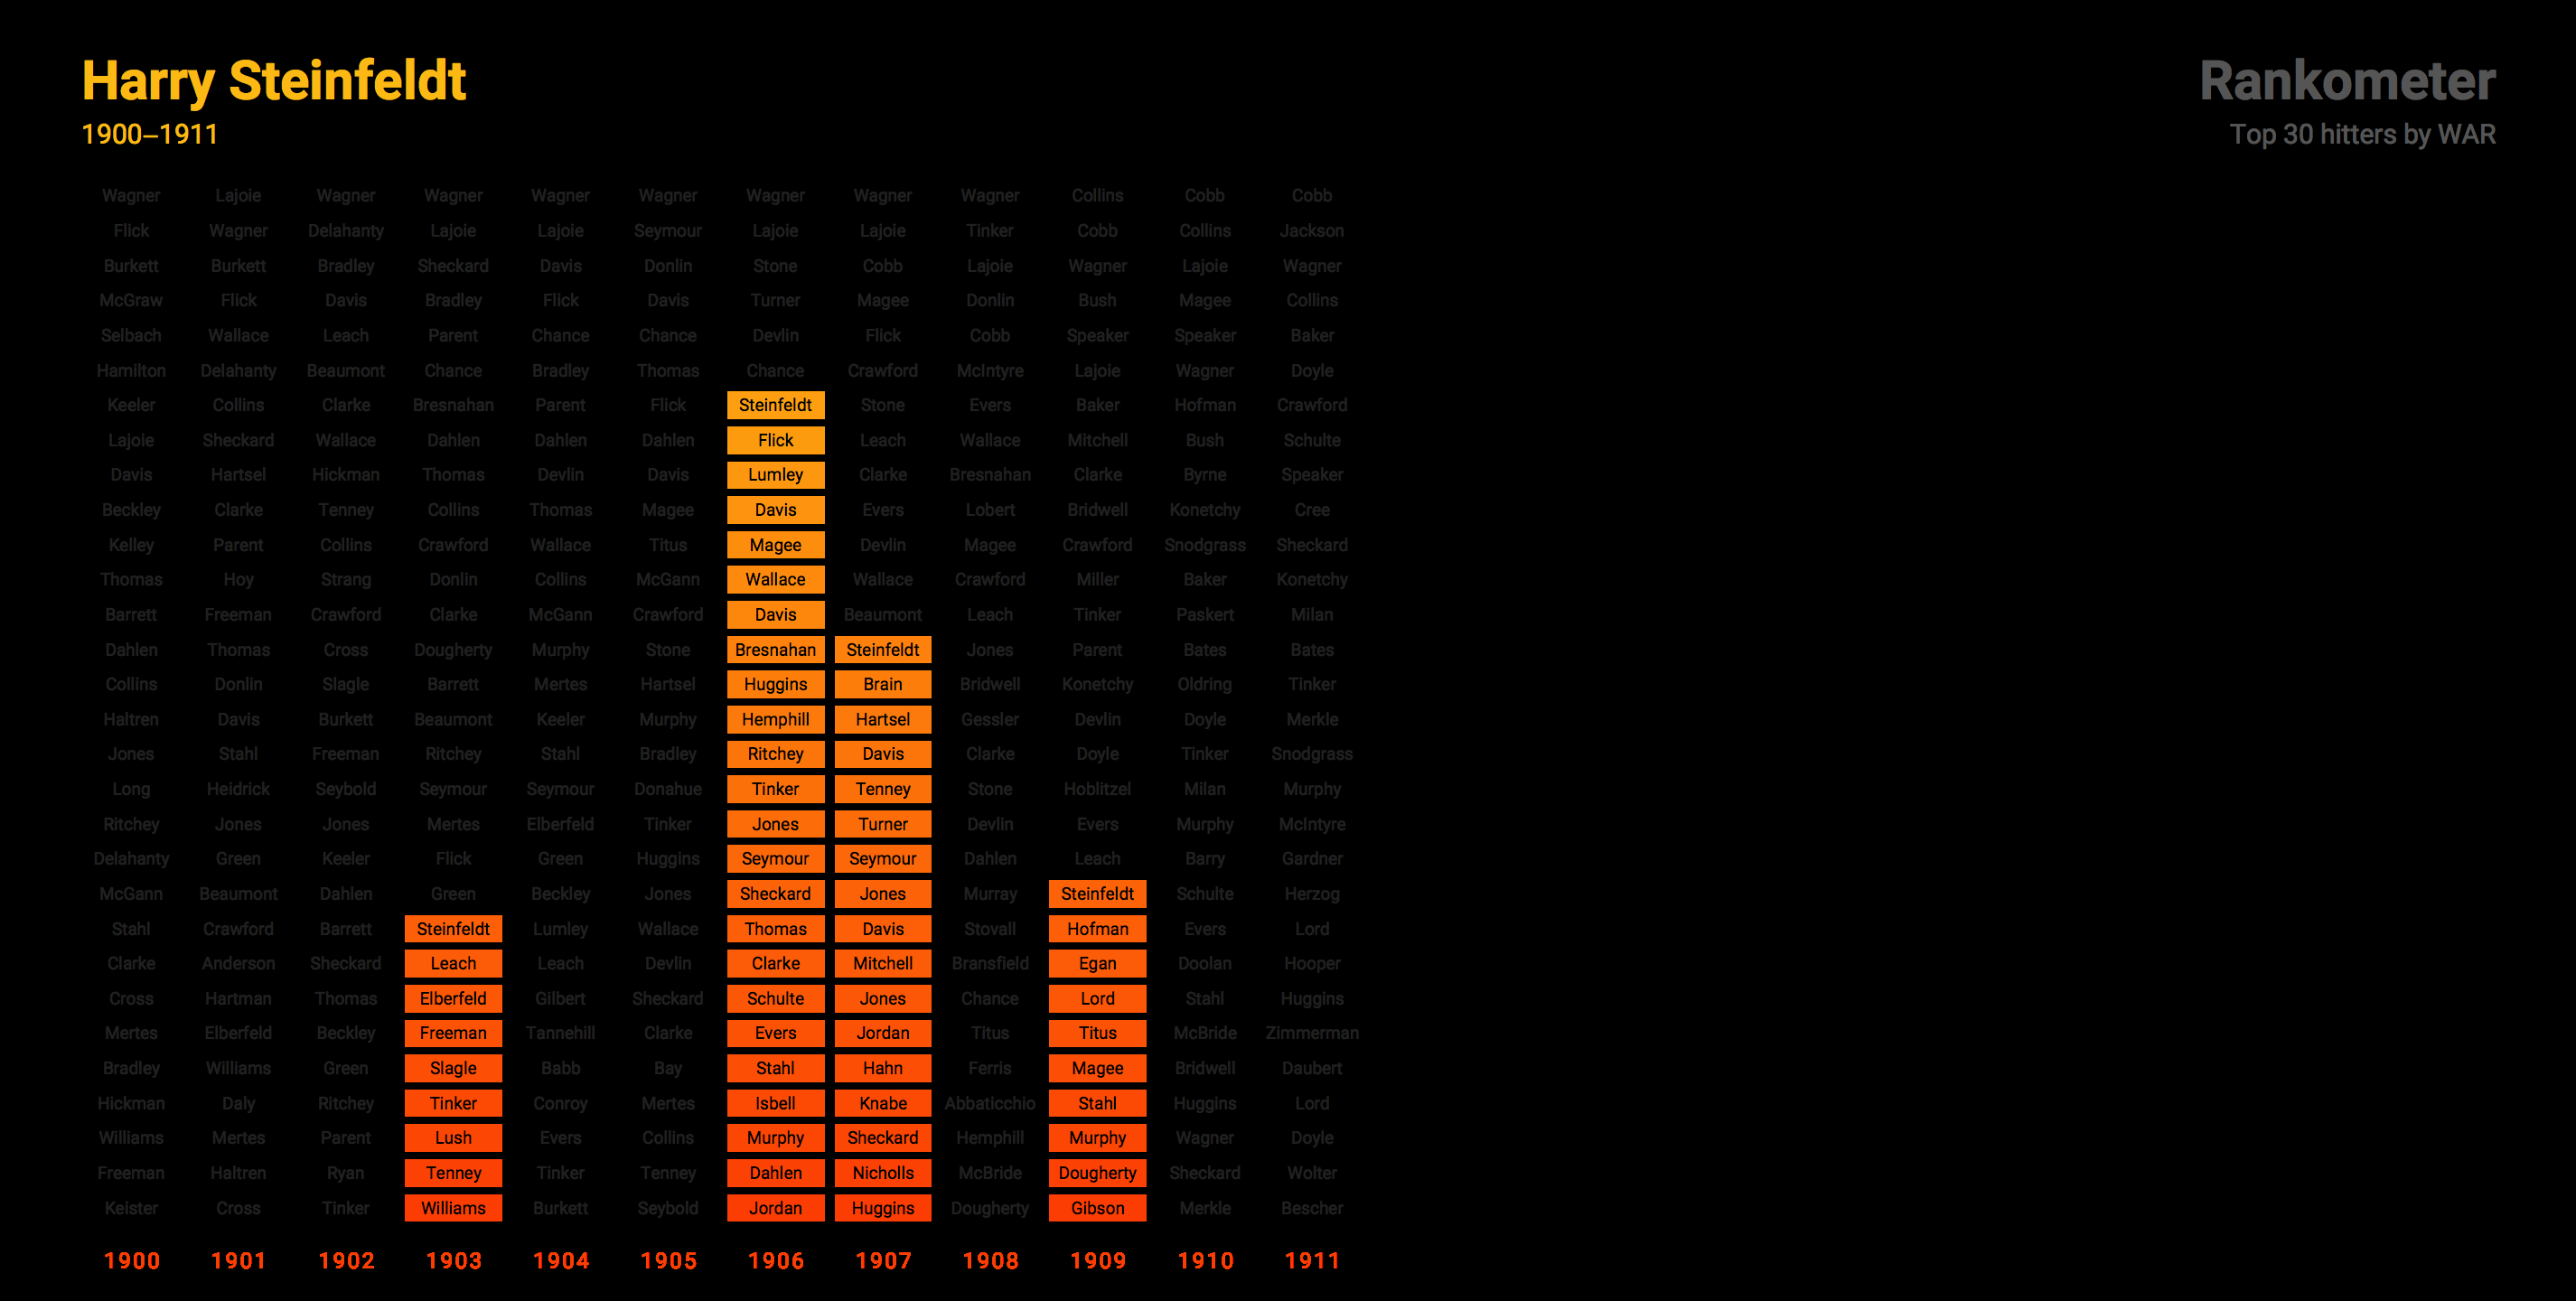 Harry Steinfeldt Rankometer
1900–1911 Top 30 hitters by WAR
Wagner Lajoie Wagner Wagner Wagner Wagner Wagner Wagner Wagner Collins Cobb Cobb
Flick Wagner Delahanty Lajoie Lajoie Seymour Lajoie Lajoie Tinker Cobb Collins Jackson
Burkett Burkett Bradley Sheckard Davis Donlin Stone Cobb Lajoie Wagner Lajoie Wagner
McGraw Flick Davis Bradley Flick Davis Turner Magee Donlin Bush Magee Collins
Selbach Wallace Leach Parent Chance Chance Devlin Flick Cobb Speaker Speaker Baker
Hamilton Delahanty Beaumont Chance Bradley Thomas Chance Crawford McIntyre Lajoie Wagner Doyle
Keeler Collins Clarke Bresnahan Parent Flick Steinfeldt Stone Evers Baker Hofman Crawford
Lajoie Sheckard Wallace Dahlen Dahlen Dahlen Flick Leach Wallace Mitchell Bush Schulte
Davis Hartsel Hickman Thomas Devlin Davis Lumley Clarke Bresnahan Clarke Byrne Speaker
Beckley Clarke Tenney Collins Thomas Magee Davis Evers Lobert Bridwell Konetchy Cree
Kelley Parent Collins Crawford Wallace Titus Magee Devlin Magee Crawford Snodgrass Sheckard
Thomas Hoy Strang Donlin Collins McGann Wallace Wallace Crawford Miller Baker Konetchy
Barrett Freeman Crawford Clarke McGann Crawford Davis Beaumont Leach Tinker Paskert Milan
Dahlen Thomas Cross Dougherty Murphy Stone Bresnahan Steinfeldt Jones Parent Bates Bates
Collins Donlin Slagle Barrett Mertes Hartsel Huggins Brain Bridwell Konetchy Oldring Tinker
Haltren Davis Burkett Beaumont Keeler Murphy Hemphill Hartsel Gessler Devlin Doyle Merkle
Jones Stahl Freeman Ritchey Stahl Bradley Ritchey Davis Clarke Doyle Tinker Snodgrass
Long Heidrick Seybold Seymour Seymour Donahue Tinker Tenney Stone Hoblitzel Milan Murphy
Ritchey Jones Jones Mertes Elberfeld Tinker Jones Turner Devlin Evers Murphy McIntyre
Delahanty Green Keeler Flick Green Huggins Seymour Seymour Dahlen Leach Barry Gardner
McGann Beaumont Dahlen Green Beckley Jones Sheckard Jones Murray Steinfeldt Schulte Herzog
Stahl Crawford Barrett Steinfeldt Lumley Wallace Thomas Davis Stovall Hofman Evers Lord
Clarke Anderson Sheckard Leach Leach Devlin Clarke Mitchell Bransfield Egan Doolan Hooper
Cross Hartman Thomas Elberfeld Gilbert Sheckard Schulte Jones Chance Lord Stahl Huggins
Mertes Elberfeld Beckley Freeman Tannehill Clarke Evers Jordan Titus Titus McBride Zimmerman
Bradley Williams Green Slagle Babb Bay Stahl Hahn Ferris Magee Bridwell Daubert
Hickman Daly Ritchey Tinker Conroy Mertes Isbell Knabe Abbaticchio Stahl Huggins Lord
Williams Mertes Parent Lush Evers Collins Murphy Sheckard Hemphill Murphy Wagner Doyle
Freeman Haltren Ryan Tenney Tinker Tenney Dahlen Nicholls McBride Dougherty Sheckard Wolter
Keister Cross Tinker Williams Burkett Seybold Jordan Huggins Dougherty Gibson Merkle Bescher
1900 1901 1902 1903 1904 1905 1906 1907 1908 1909 1910 1911